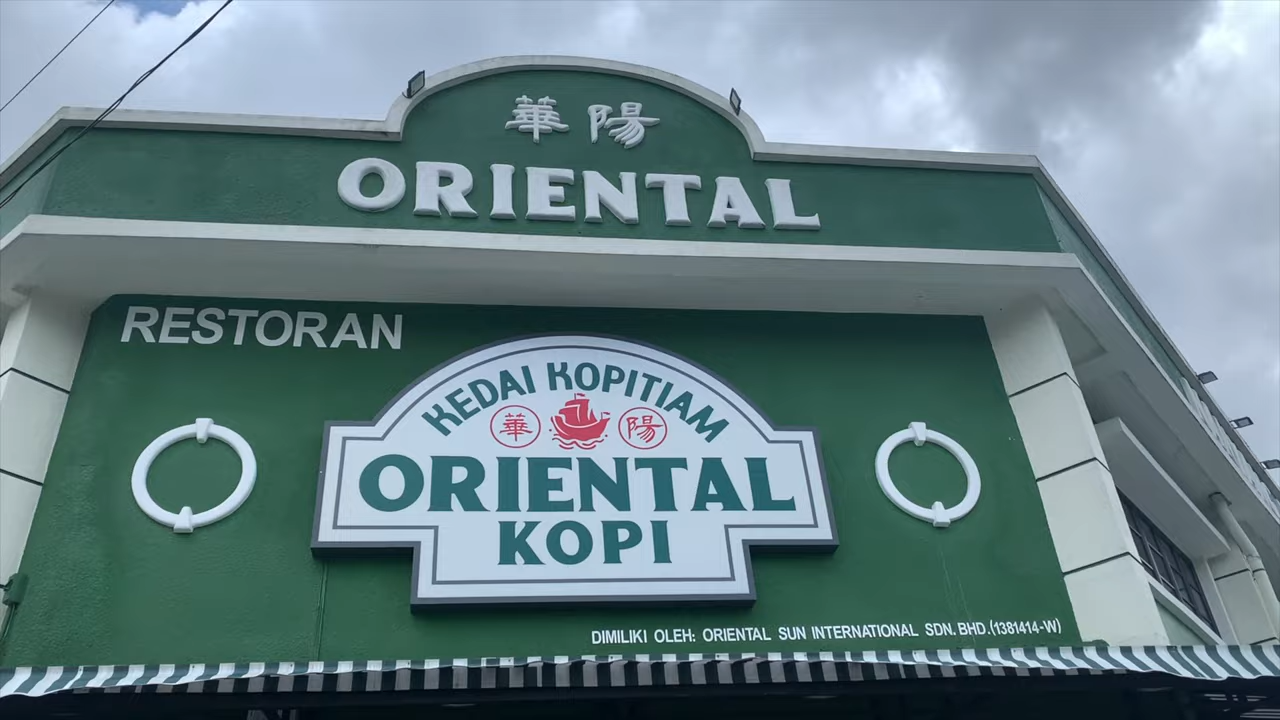 華陽
ORIENTAL
RESTORAN
KEDAI KOPITIAM
華 陽
ORIENTAL
KOPI
DIMILIKI OLEH: ORIENTAL SUN INTERNATIONAL SDN. BHD.(1381414-W)